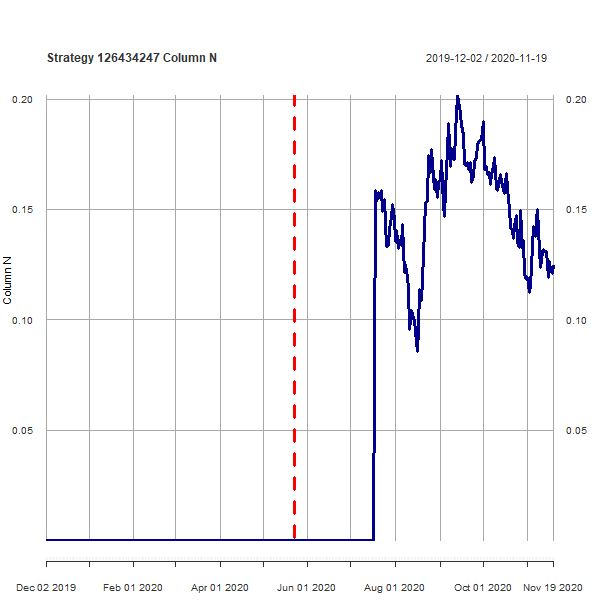 Strategy 126434247 Column N 2019-12-02 / 2020-11-19
0.20 0.20
0.15 0.15
Column N
0.10 0.10
0.05 0.05
Dec 02 2019 Feb 01 2020 Apr 01 2020 Jun 01 2020 Aug 01 2020 Oct 01 2020 Nov 19 2020